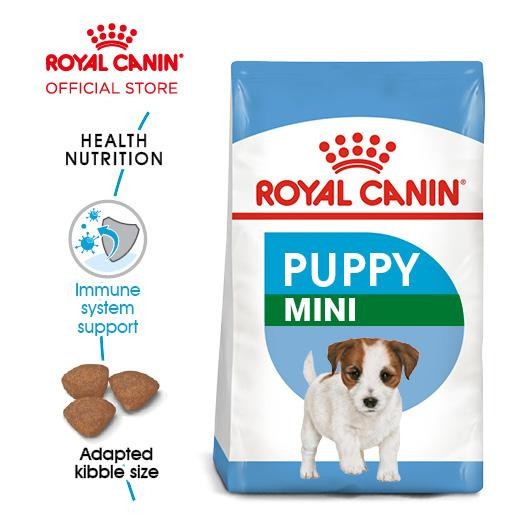 ROYAL CANIN
OFFICIAL STORE
HEALTH
NUTRITION
Immune
system
support
Adapted
kibble size
ROYAL CANIN
PUPPY
MINI